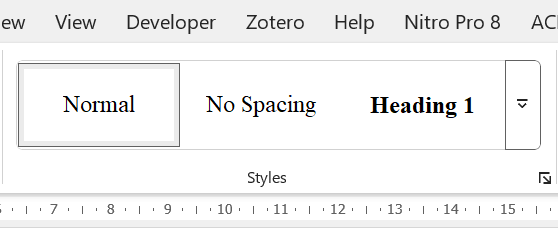 ew View Developer Zotero Help Nitro Pro 8 AC
Normal No Spacing Heading 1
Styles
7 8 9 10 11 12 13 14 15